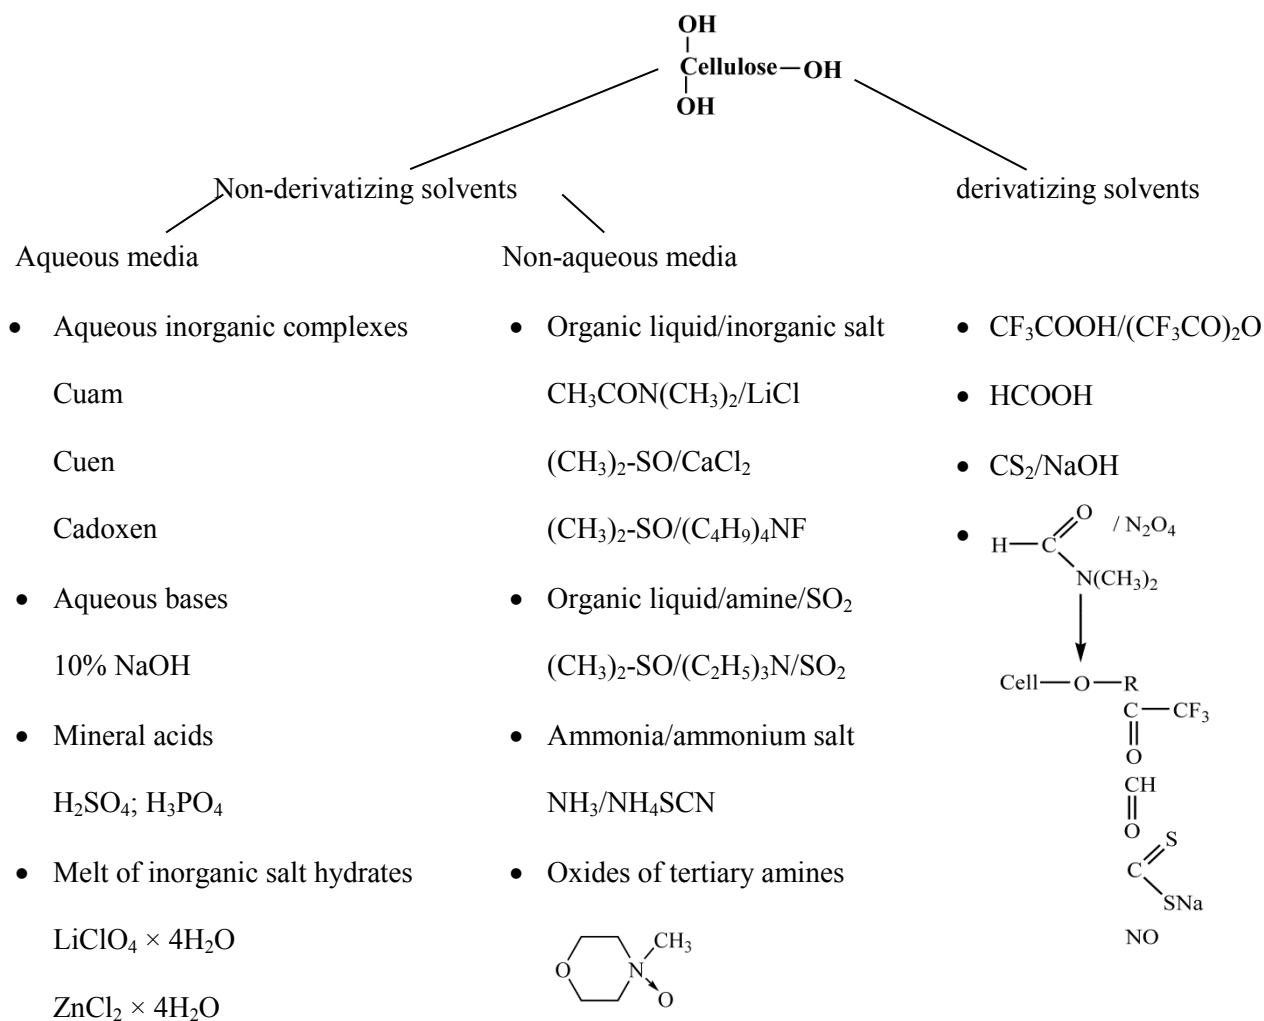 OH
Cellulose—OH
OH
Non-derivatizing solvents
derivatizing solvents
Aqueous media
Non-aqueous media
• Aqueous inorganic complexes
Cuam
Cuen
Cadoxen
• Aqueous bases
10% NaOH
• Mineral acids
H₂SO₄; H₃PO₄
• Melt of inorganic salt hydrates
LiClO₄ × 4H₂O
ZnCl₂ × 4H₂O
• Organic liquid/inorganic salt
CH₃CON(CH₃)₂/LiCl
(CH₃)₂-SO/CaCl₂
(CH₃)₂-SO/(C₄H₉)₄NF
• Organic liquid/amine/SO₂
(CH₃)₂-SO/(C₂H₅)₃N/SO₂
• Ammonia/ammonium salt
NH₃/NH₄SCN
• Oxides of tertiary amines
CH₃
O N
O
• CF₃COOH/(CF₃CO)₂O
• HCOOH
• CS₂/NaOH
O
/ N₂O₄
• H—C
N(CH₃)₂
Cell—O—R
C—CF₃
O
CH
O
S
C
SNa
NO